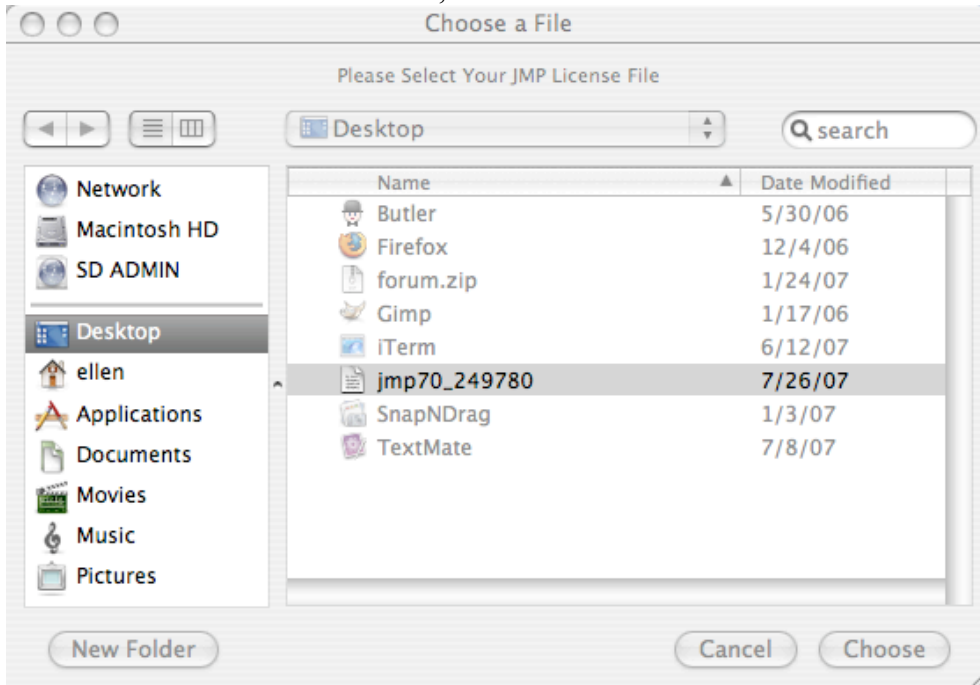 Choose a File
Please Select Your JMP License File
Desktop
search
Network
Macintosh HD
SD ADMIN
Desktop
ellen
Applications
Documents
Movies
Music
Pictures
Name Date Modified
Butler 5/30/06
Firefox 12/4/06
forum.zip 1/24/07
Gimp 1/17/06
iTerm 6/12/07
jmp70_249780 7/26/07
SnapNDrag 1/3/07
TextMate 7/8/07
New Folder Cancel Choose